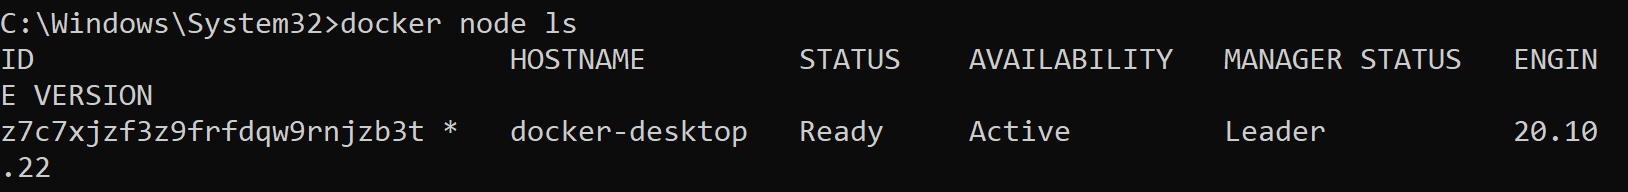 C:\Windows\System32>docker node ls
ID                            HOSTNAME         STATUS    AVAILABILITY   MANAGER STATUS   ENGIN
E VERSION
z7c7xjzf3z9frfdqw9rnjzb3t *   docker-desktop   Ready     Active         Leader           20.10
.22